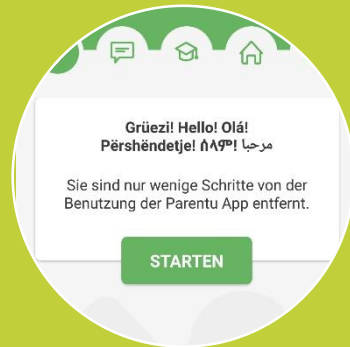 Grüezi! Hello! Olá!
Përshëndetje! ሰላም! مرحبا
Sie sind nur wenige Schritte von der
Benutzung der Parentu App entfernt.
STARTEN